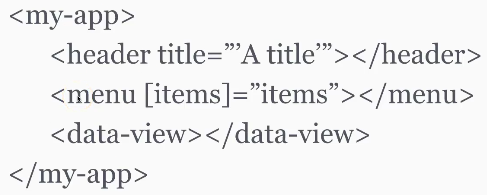 <my-app>
<header title=”’A title’”></header>
<menu [items]=”items”></menu>
<data-view></data-view>
</my-app>